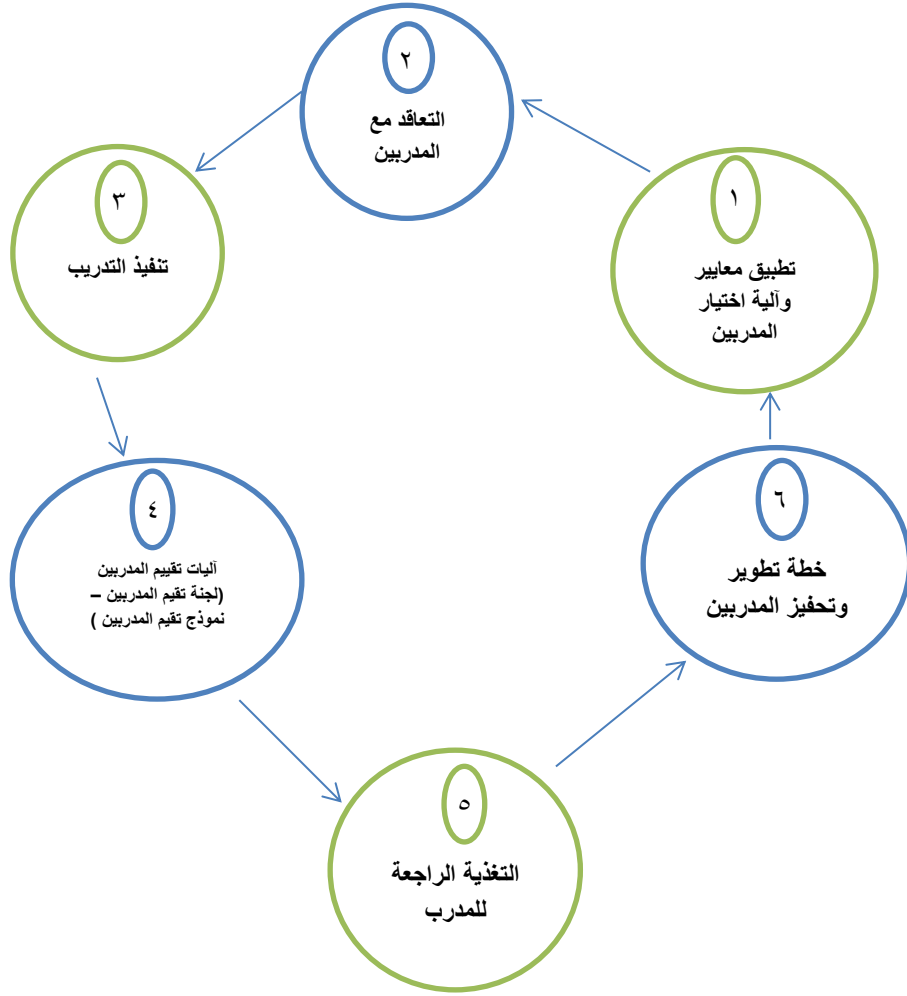 ١
تطبيق معايير
وآلية اختيار
المدربين
٢
التعاقد مع
المدربين
٣
تنفيذ التدريب
٤
آليات تقييم المدربين
(لجنة تقيم المدربين –
نموذج تقيم المدربين )
٥
التغذية الراجعة
للمدرب
٦
خطة تطوير
وتحفيز المدربين